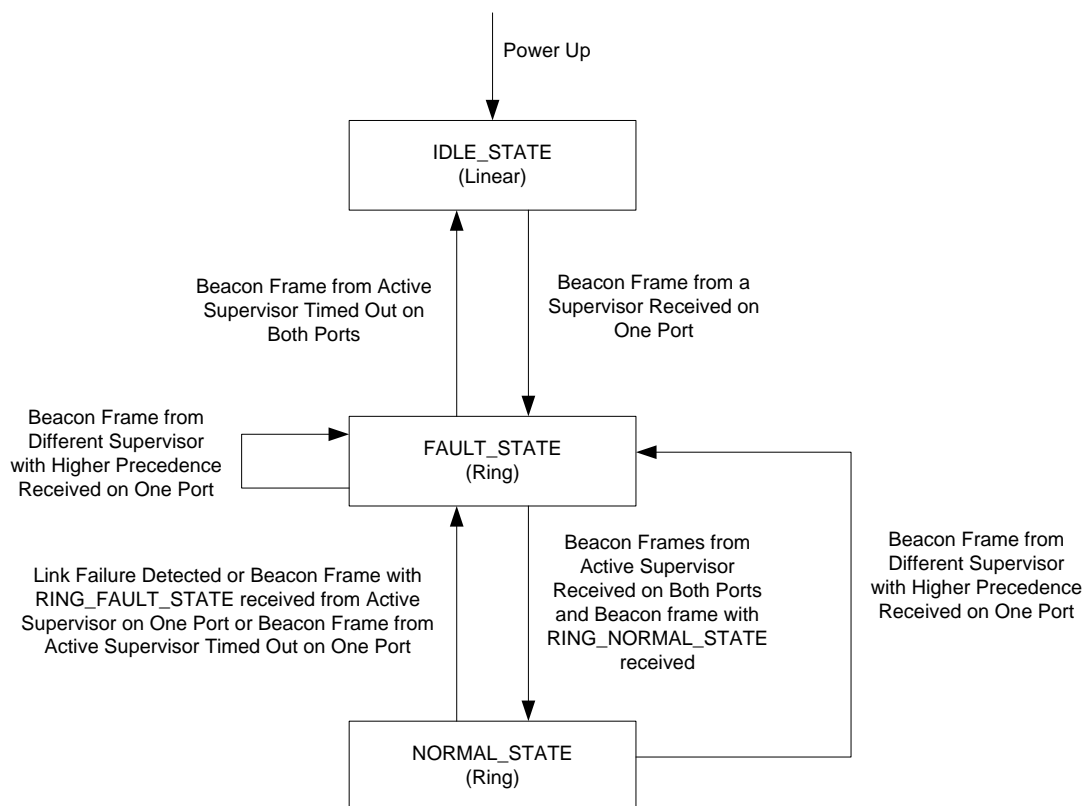 Power Up
IDLE_STATE
(Linear)
Beacon Frame from Active
Supervisor Timed Out on
Both Ports
Beacon Frame from a
Supervisor Received on
One Port
Beacon Frame from
Different Supervisor
with Higher Precedence
Received on One Port
FAULT_STATE
(Ring)
Link Failure Detected or Beacon Frame with
RING_FAULT_STATE received from Active
Supervisor on One Port or Beacon Frame from
Active Supervisor Timed Out on One Port
Beacon Frames from
Active Supervisor
Received on Both Ports
and Beacon frame with
RING_NORMAL_STATE
received
Beacon Frame from
Different Supervisor
with Higher Precedence
Received on One Port
NORMAL_STATE
(Ring)